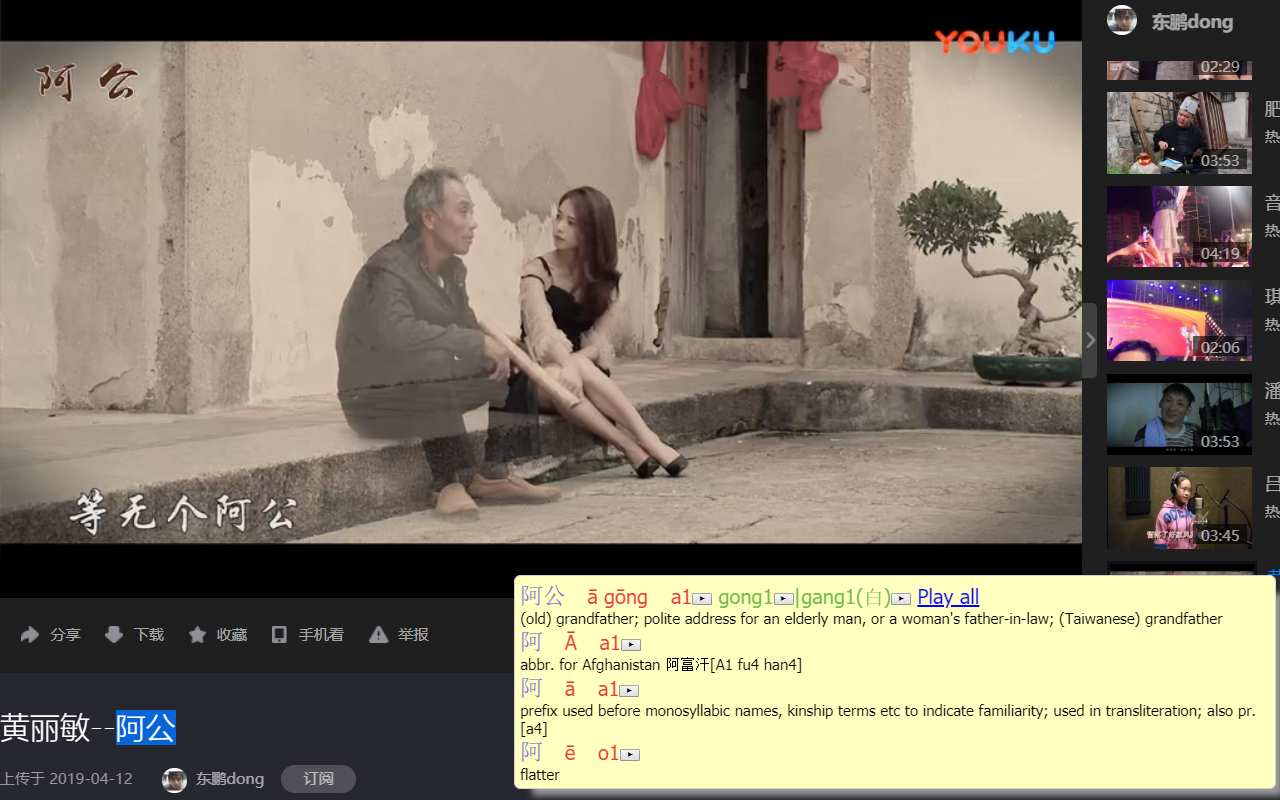 YOUKU
阿公
等无个阿公
东鹏dong
02:29
肥
热
03:53
音
热
04:19
琪
热
02:06
潘
热
03:53
吕
热
03:45
分享 下载 收藏 手机看 举报
黄丽敏--阿公
上传于 2019-04-12 东鹏dong 订阅
阿公 ā gōng a1 gong1|gang1(白) Play all
(old) grandfather; polite address for an elderly man, or a woman's father-in-law; (Taiwanese) grandfather
阿 Ā a1
abbr. for Afghanistan 阿富汗[A1 fu4 han4]
阿 ā a1
prefix used before monosyllabic names, kinship terms etc to indicate familiarity; used in transliteration; also pr.
[a4]
阿 ē o1
flatter